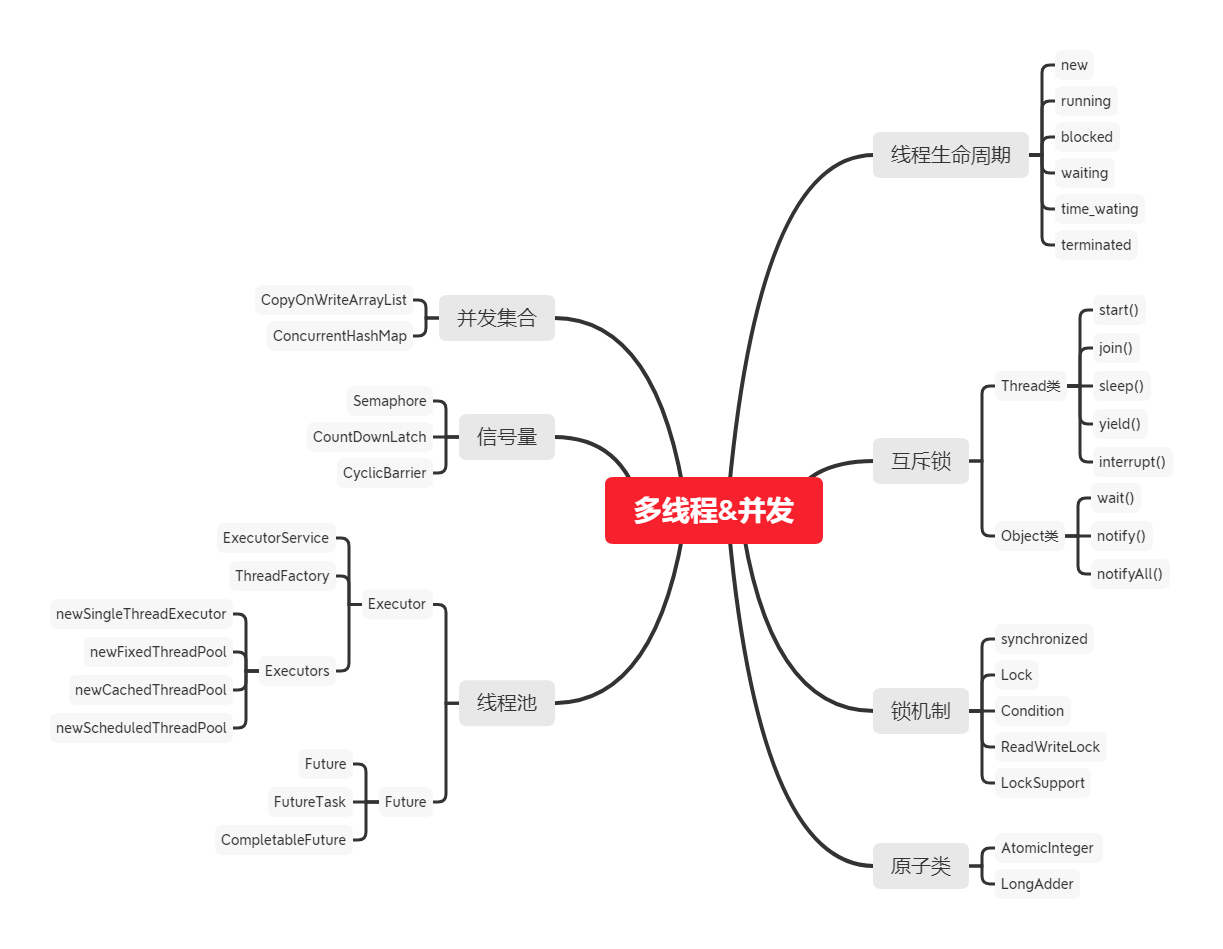 多线程&并发
线程生命周期
new
running
blocked
waiting
time_wating
terminated
互斥锁
Thread类
start()
join()
sleep()
yield()
interrupt()
Object类
wait()
notify()
notifyAll()
锁机制
synchronized
Lock
Condition
ReadWriteLock
LockSupport
原子类
AtomicInteger
LongAdder
并发集合
CopyOnWriteArrayList
ConcurrentHashMap
信号量
Semaphore
CountDownLatch
CyclicBarrier
线程池
Executor
ExecutorService
ThreadFactory
Executors
newSingleThreadExecutor
newFixedThreadPool
newCachedThreadPool
newScheduledThreadPool
Future
Future
FutureTask
CompletableFuture